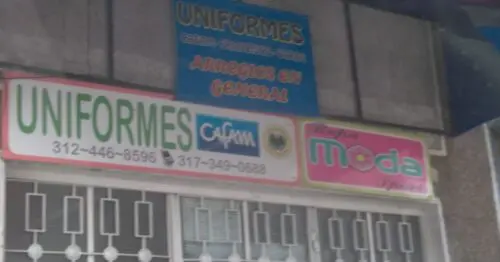 UNIFORMES
ARREGLOS EN
GENERAL
UNIFORMES
Cafam
312-446-8596 317-349-0688
moda